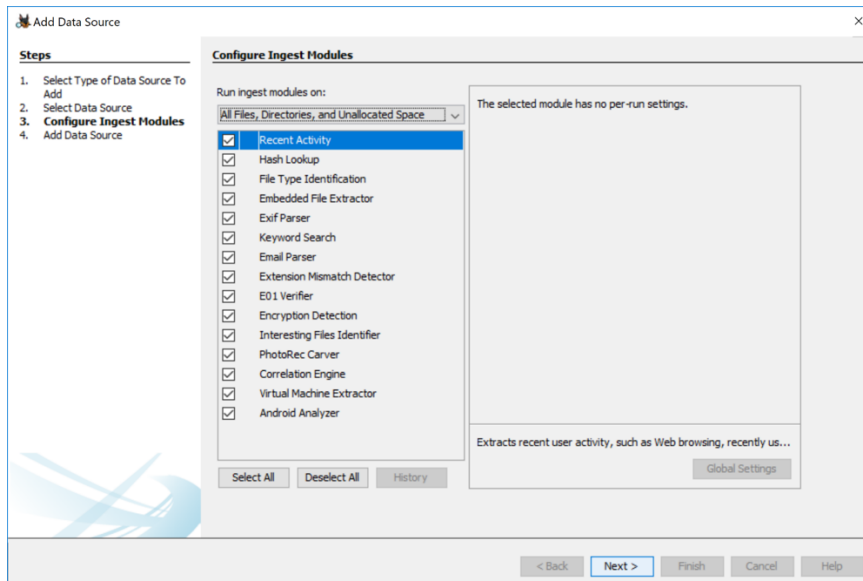 Add Data Source
Steps
1. Select Type of Data Source To
Add
2. Select Data Source
3. Configure Ingest Modules
4. Add Data Source
Configure Ingest Modules
Run ingest modules on:
All Files, Directories, and Unallocated Space
Recent Activity
Hash Lookup
File Type Identification
Embedded File Extractor
Exif Parser
Keyword Search
Email Parser
Extension Mismatch Detector
E01 Verifier
Encryption Detection
Interesting Files Identifier
PhotoRec Carver
Correlation Engine
Virtual Machine Extractor
Android Analyzer
Select All Deselect All History
The selected module has no per-run settings.
Extracts recent user activity, such as Web browsing, recently us...
Global Settings
< Back Next > Finish Cancel Help